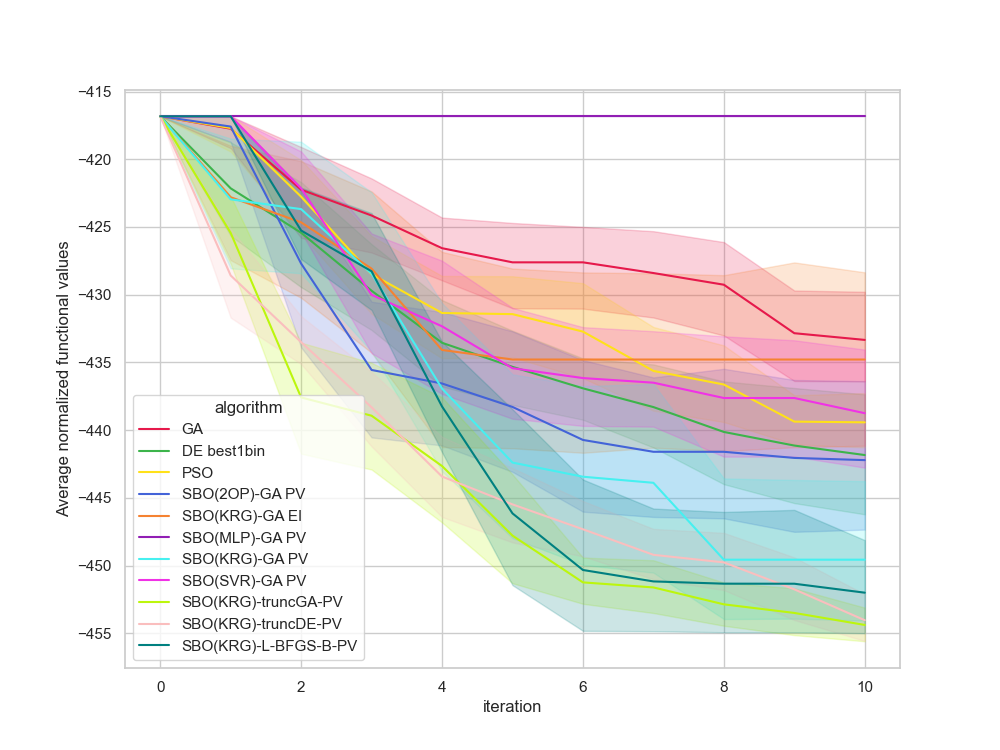 −415
−420
−425
−430
−435
−440
−445
−450
−455
Average normalized functional values
algorithm
GA
DE best1bin
PSO
SBO(2OP)-GA PV
SBO(KRG)-GA EI
SBO(MLP)-GA PV
SBO(KRG)-GA PV
SBO(SVR)-GA PV
SBO(KRG)-truncGA-PV
SBO(KRG)-truncDE-PV
SBO(KRG)-L-BFGS-B-PV
0 2 4 6 8 10
iteration